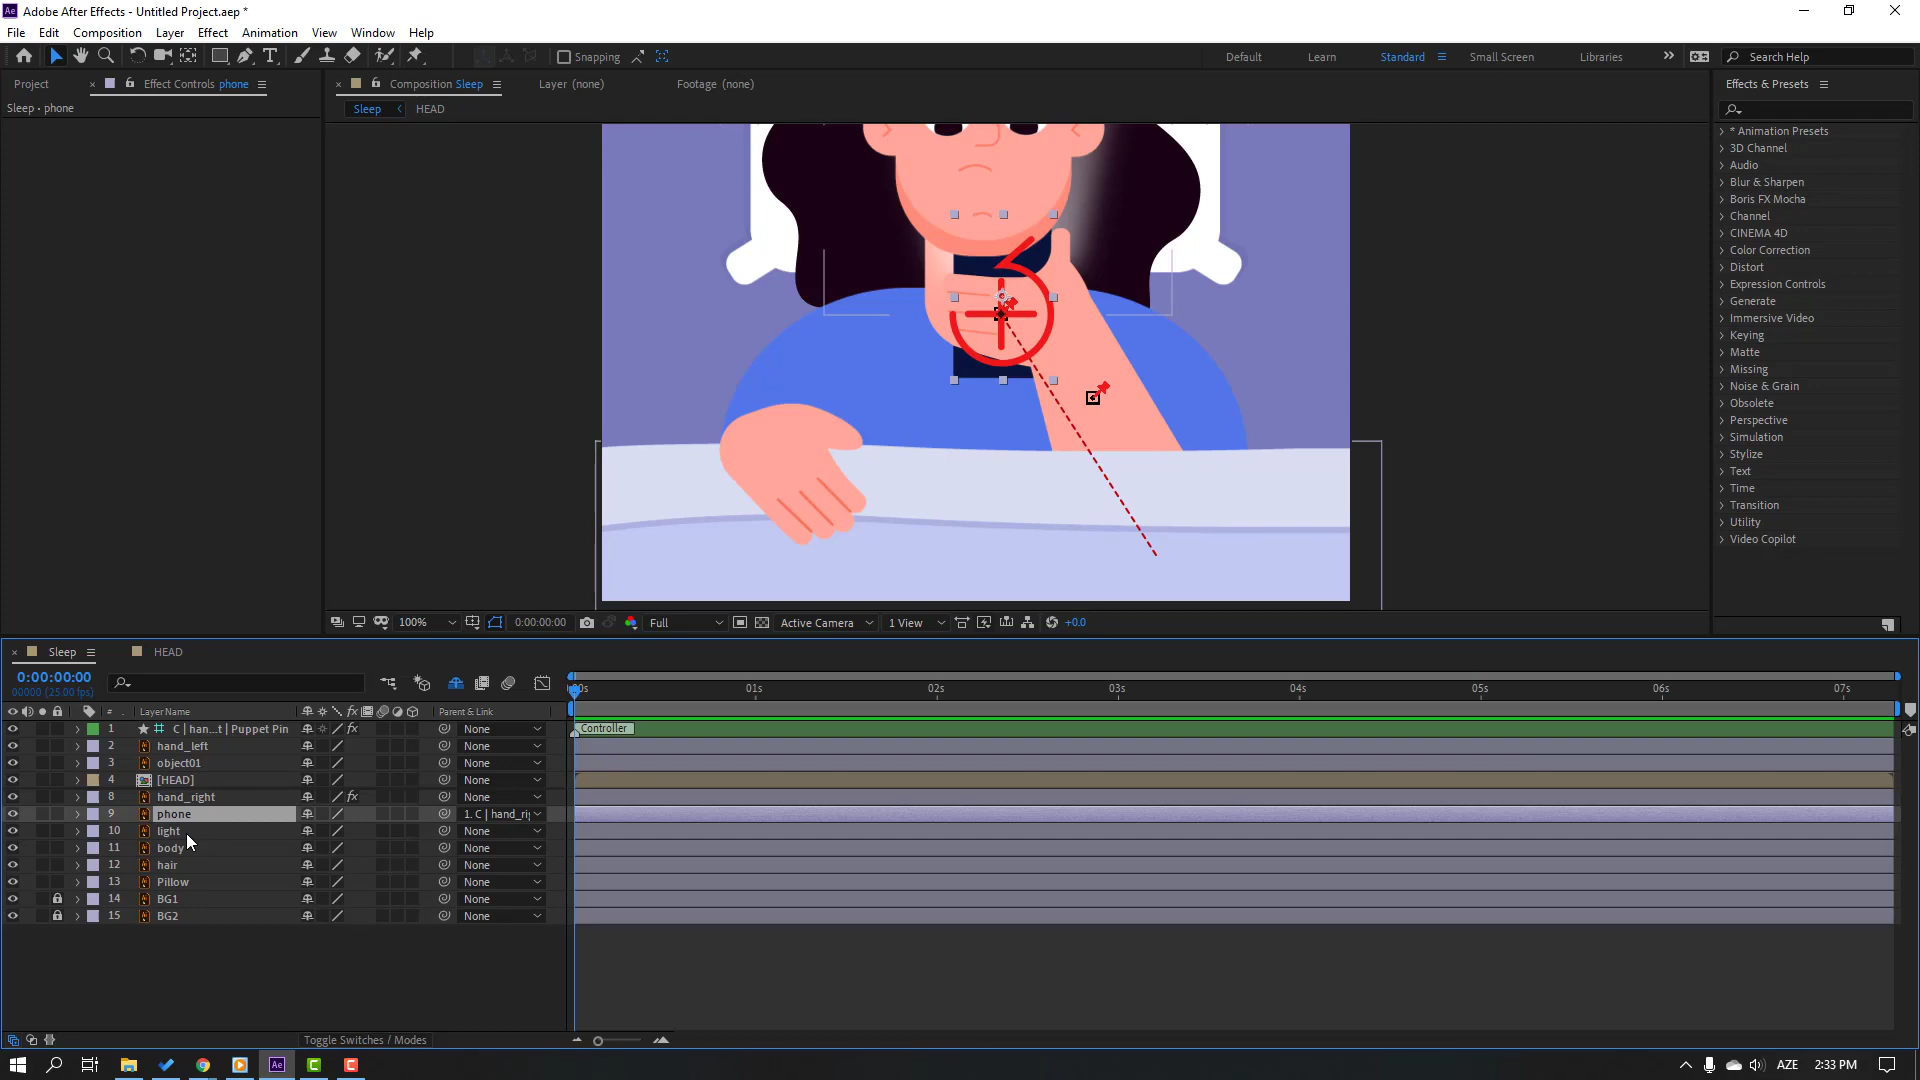 Adobe After Effects - Untitled Project.aep *
File Edit Composition Layer Effect Animation View Window Help
Snapping
Default Learn Standard Small Screen Libraries Search Help
Project Effect Controls phone Composition Sleep Layer (none) Footage (none) Effects & Presets
Sleep • phone
Sleep HEAD
* Animation Presets
3D Channel
Audio
Blur & Sharpen
Boris FX Mocha
Channel
CINEMA 4D
Color Correction
Distort
Expression Controls
Generate
Immersive Video
Keying
Matte
Missing
Noise & Grain
Obsolete
Perspective
Simulation
Stylize
Text
Time
Transition
Utility
Video Copilot
100% 0:00:00:00 Full Active Camera 1 View +0.0
Sleep HEAD
0:00:00:00
00000 (25.00 fps)
00s 01s 02s 03s 04s 05s 06s 07s
# Layer Name fx Parent & Link
1 C | han...t | Puppet Pin fx None Controller
2 hand_left None
3 object01 None
4 [HEAD] None
8 hand_right fx None
9 phone 1. C | hand_ri
10 light None
11 body None
12 hair None
13 Pillow None
14 BG1 None
15 BG2 None
Toggle Switches / Modes
AZE 2:33 PM